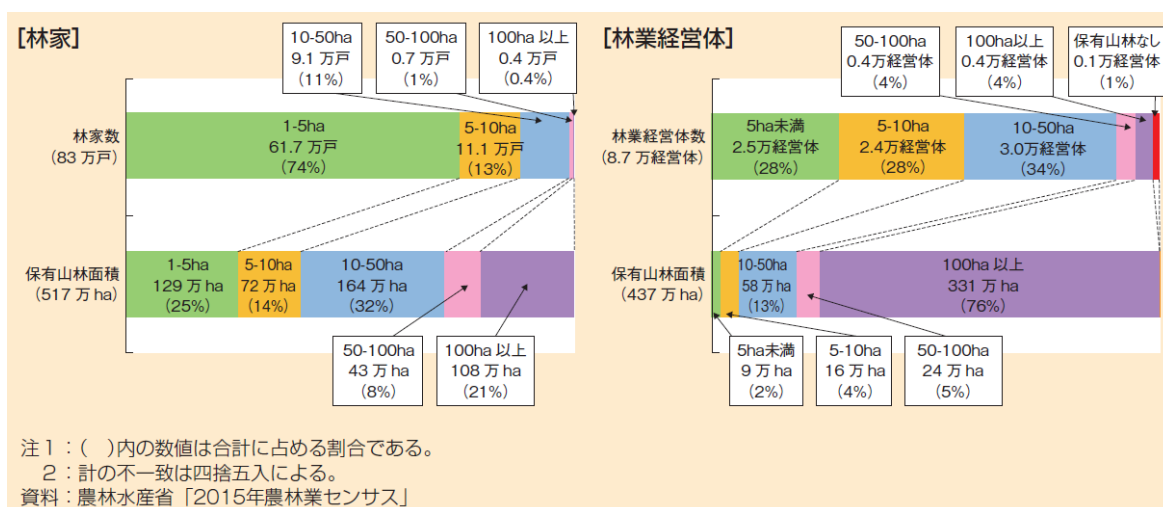 [林家]
10-50ha
9.1 万戸
(11%)
50-100ha
0.7 万戸
(1%)
100ha 以上
0.4 万戸
(0.4%)
林家数
(83 万戸)
1-5ha
61.7 万戸
(74%)
5-10ha
11.1 万戸
(13%)
保有山林面積
(517万 ha)
1-5ha
129 万 ha
(25%)
5-10ha
72 万 ha
(14%)
10-50ha
164 万 ha
(32%)
50-100ha
43 万 ha
(8%)
100ha 以上
108 万 ha
(21%)
[林業経営体]
50-100ha
0.4万経営体
(4%)
100ha以上
0.4万経営体
(4%)
保有山林なし
0.1万経営体
(1%)
林業経営体数
(8.7 万経営体)
5ha未満
2.5万経営体
(28%)
5-10ha
2.4万経営体
(28%)
10-50ha
3.0万経営体
(34%)
保有山林面積
(437万 ha)
10-50ha
58 万 ha
(13%)
100ha 以上
331 万 ha
(76%)
5ha未満
9 万 ha
(2%)
5-10ha
16 万 ha
(4%)
50-100ha
24 万 ha
(5%)
注1:( )内の数値は合計に占める割合である。
2:計の不一致は四捨五入による。
資料:農林水産省「2015年農林業センサス」